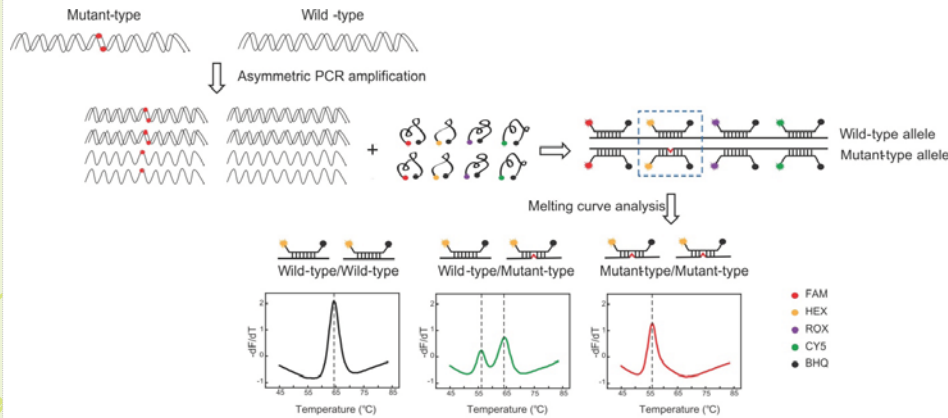 Mutant-type
Wild -type
Asymmetric PCR amplification
+
Wild-type allele
Mutant-type allele
Melting curve analysis
Wild-type/Wild-type
Wild-type/Mutant-type
Mutant-type/Mutant-type
-dF/dT
2
1
-0
-1
45 55 65 75 85
Temperature (℃)
-dF/dT
2
1
-0
-1
45 55 65 75 85
Temperature (℃)
-dF/dT
2
1
-0
-1
45 55 65 75 85
Temperature (℃)
FAM
HEX
ROX
CY5
BHQ